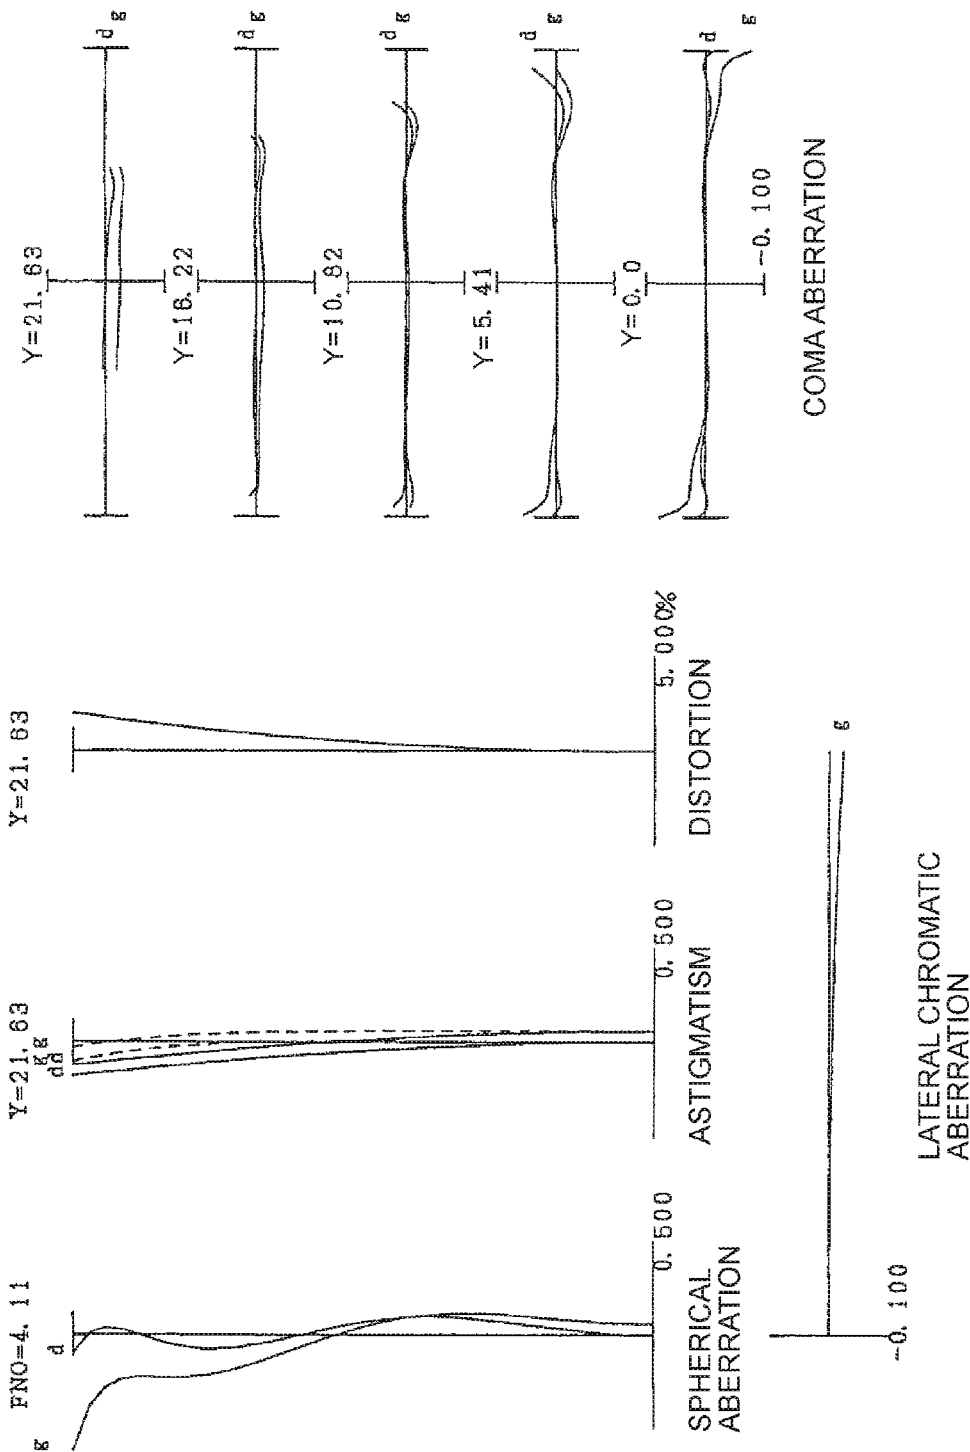 FNO=4. 11
g
d
0. 500
SPHERICAL
ABERRATION
Y=21. 63
g g
d d
0. 500
ASTIGMATISM
Y=21. 63
5. 000%
DISTORTION
Y=21. 63
d g
Y=16. 22
d g
Y=10. 82
d g
Y=5. 41
d g
Y=0. 0
d g
-0. 100
COMA ABERRATION
g
-0. 100
LATERAL CHROMATIC
ABERRATION